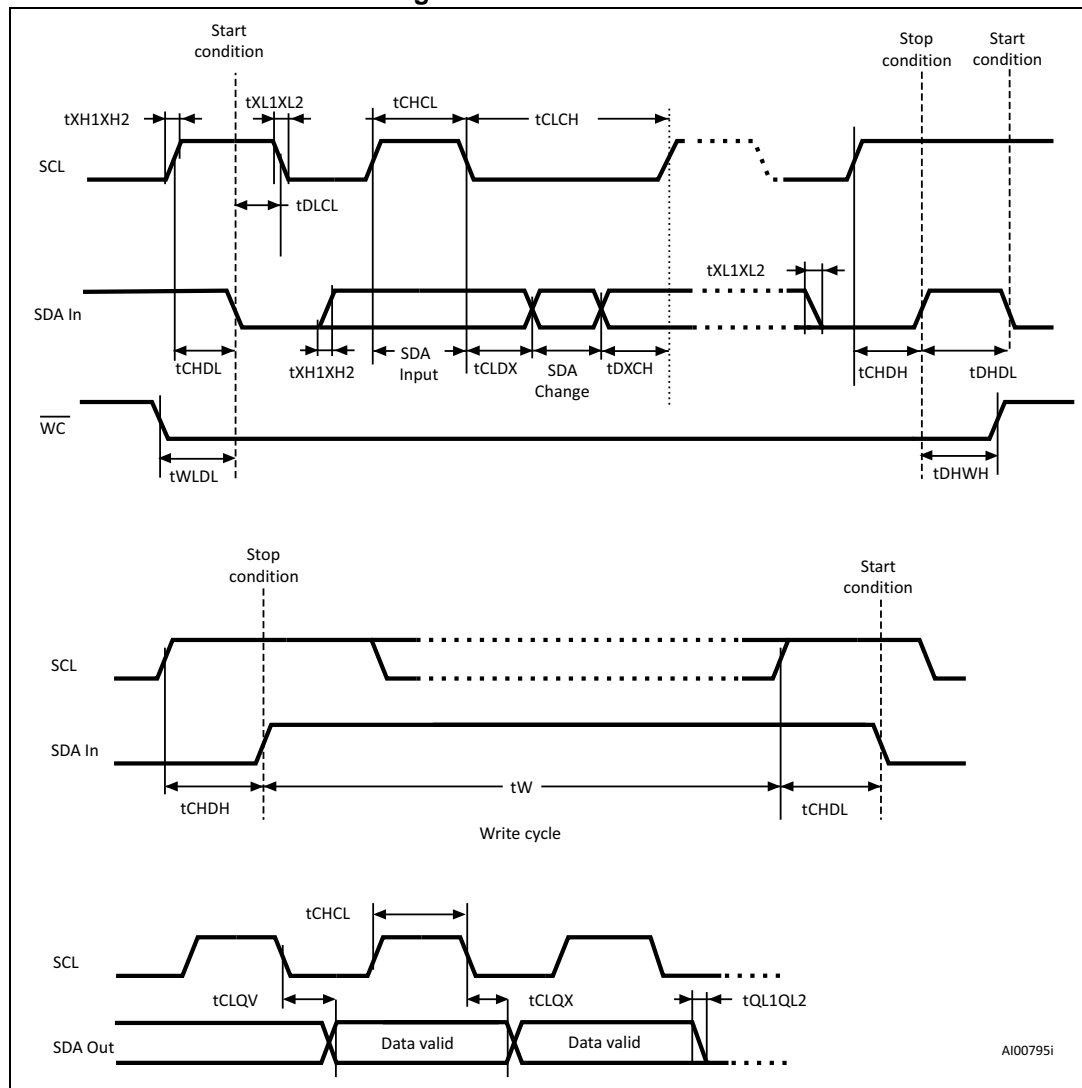 Start
condition
Stop
condition
Start
condition
tXH1XH2
tXL1XL2
tCHCL
tCLCH
SCL
tDLCL
tXL1XL2
SDA In
tCHDL
tXH1XH2
SDA
Input
tCLDX
SDA
Change
tDXCH
tCHDH
tDHDL
WC
tWLDL
tDHWH
Stop
condition
Start
condition
SCL
SDA In
tCHDH
tW
tCHDL
Write cycle
tCHCL
SCL
tCLQV
tCLQX
tQL1QL2
SDA Out
Data valid
Data valid
AI00795i